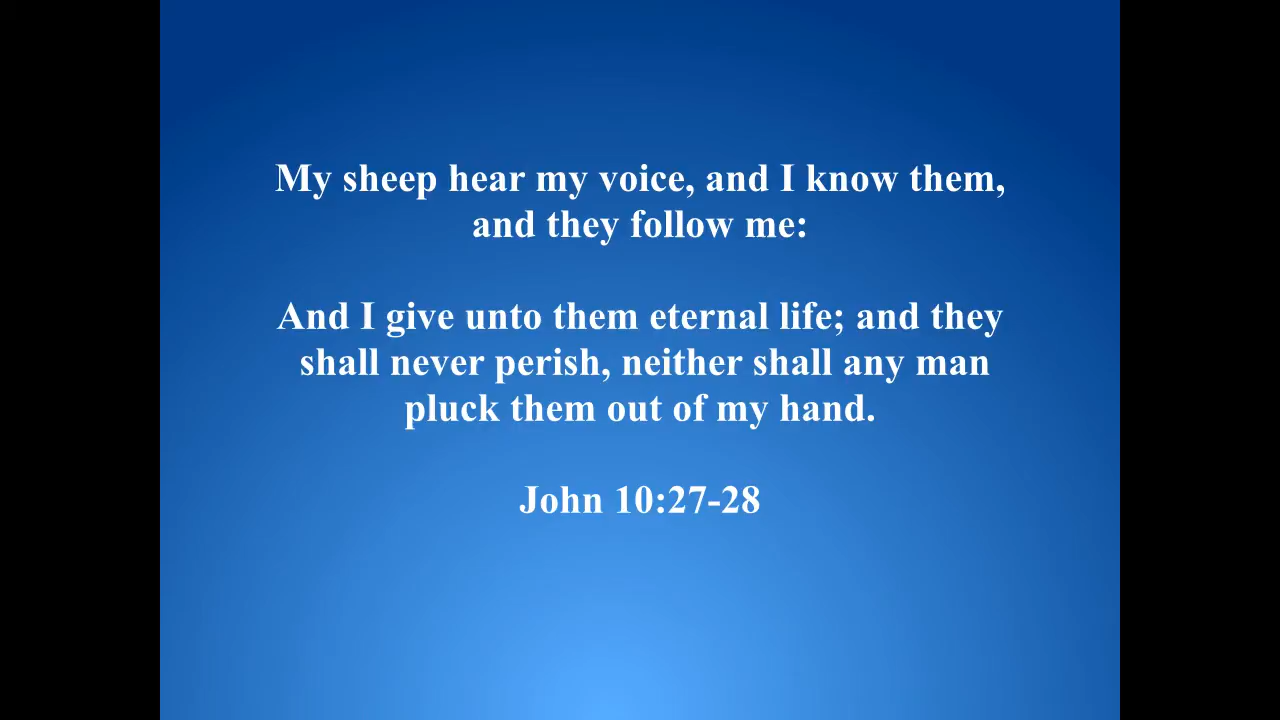 My sheep hear my voice, and I know them,
and they follow me:
And I give unto them eternal life; and they
shall never perish, neither shall any man
pluck them out of my hand.
John 10:27-28